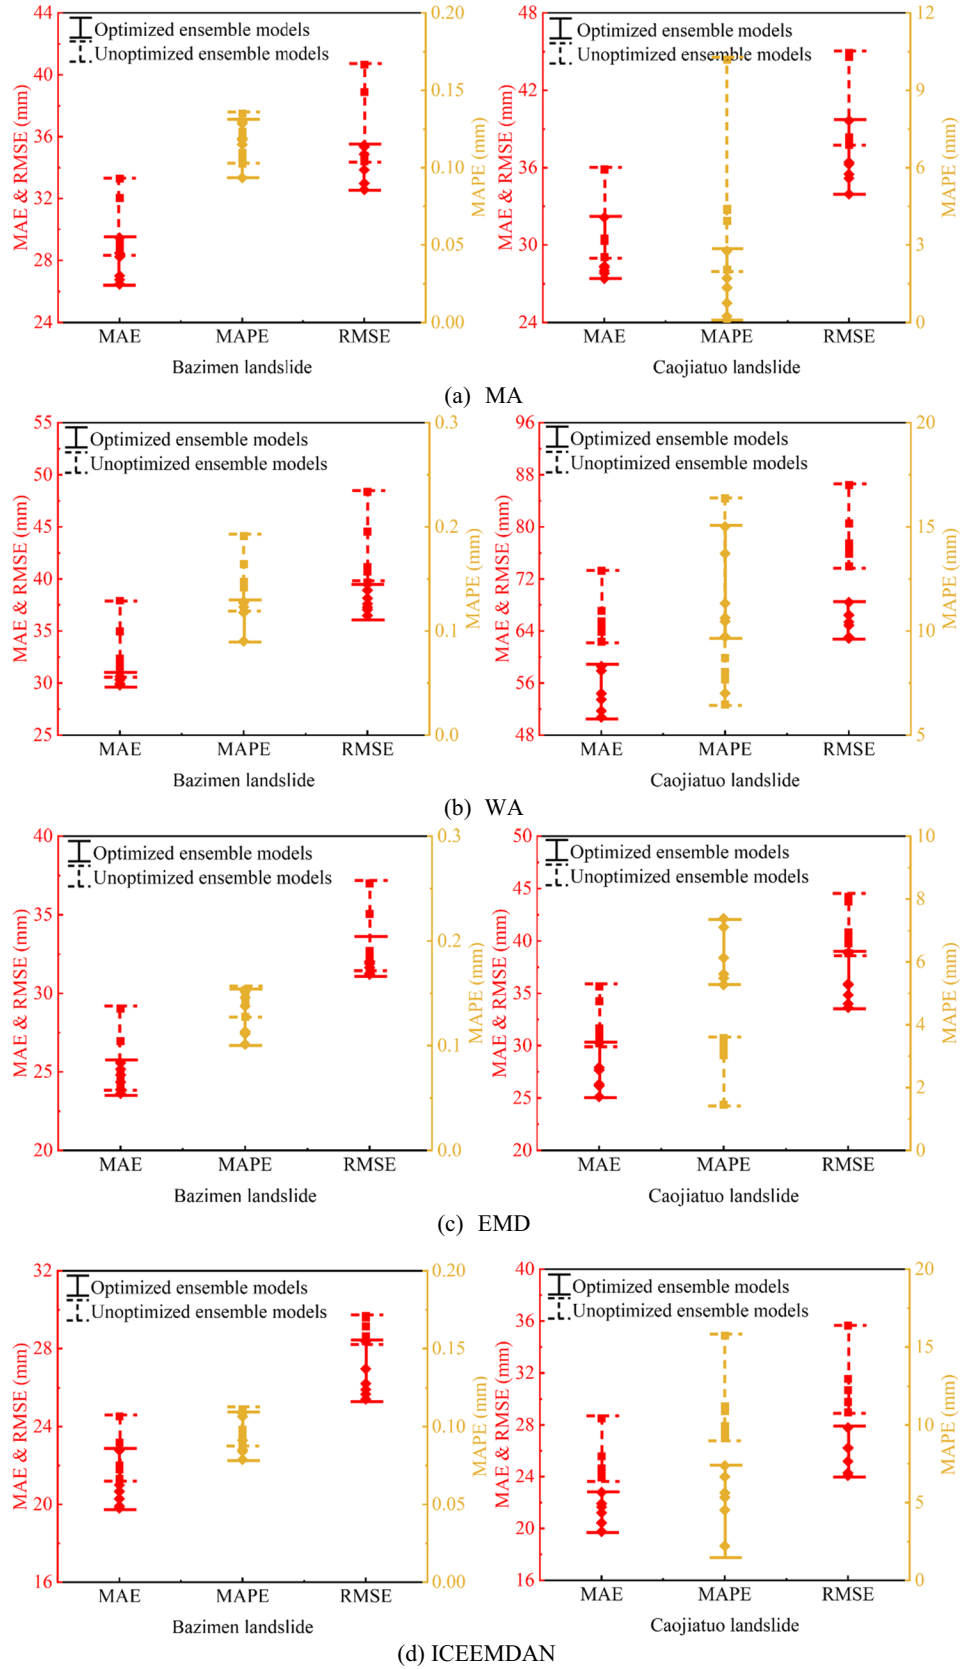 44
40
36
32
28
24
MAE & RMSE (mm)
Optimized ensemble models
Unoptimized ensemble models
0.20
0.15
0.10
0.05
0.00
MAPE (mm)
MAE MAPE RMSE
Bazimen landslide
48
42
36
30
24
MAE & RMSE (mm)
Optimized ensemble models
Unoptimized ensemble models
12
9
6
3
0
MAPE (mm)
MAE MAPE RMSE
Caojiatuo landslide
(a) MA
55
50
45
40
35
30
25
MAE & RMSE (mm)
Optimized ensemble models
Unoptimized ensemble models
0.3
0.2
0.1
0.0
MAPE (mm)
MAE MAPE RMSE
Bazimen landslide
96
88
80
72
64
56
48
MAE & RMSE (mm)
Optimized ensemble models
Unoptimized ensemble models
20
15
10
5
MAPE (mm)
MAE MAPE RMSE
Caojiatuo landslide
(b) WA
40
35
30
25
20
MAE & RMSE (mm)
Optimized ensemble models
Unoptimized ensemble models
0.3
0.2
0.1
0.0
MAPE (mm)
MAE MAPE RMSE
Bazimen landslide
50
45
40
35
30
25
20
MAE & RMSE (mm)
Optimized ensemble models
Unoptimized ensemble models
10
8
6
4
2
0
MAPE (mm)
MAE MAPE RMSE
Caojiatuo landslide
(c) EMD
32
28
24
20
16
MAE & RMSE (mm)
Optimized ensemble models
Unoptimized ensemble models
0.20
0.15
0.10
0.05
0.00
MAPE (mm)
MAE MAPE RMSE
Bazimen landslide
40
36
32
28
24
20
16
MAE & RMSE (mm)
Optimized ensemble models
Unoptimized ensemble models
20
15
10
5
0
MAPE (mm)
MAE MAPE RMSE
Caojiatuo landslide
(d) ICEEMDAN